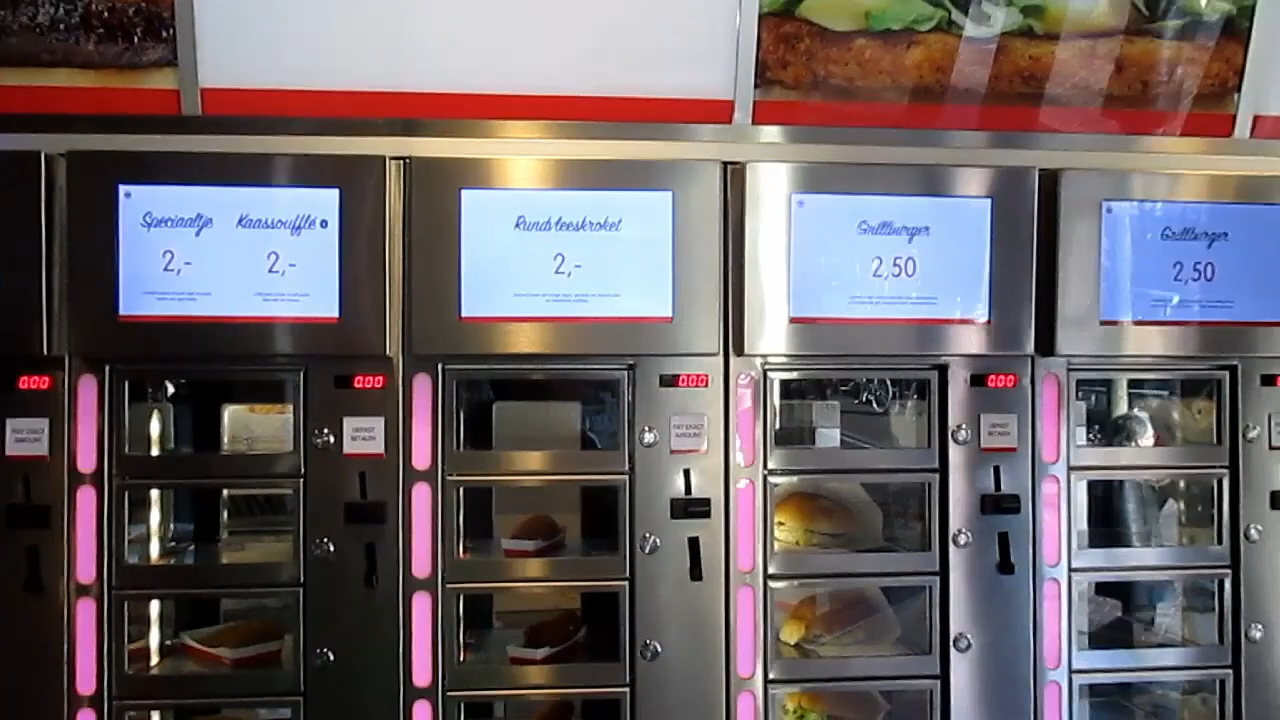 Speciaaltje Kaassoufflé
2,- 2,-
Rundvleeskroket
2,-
Grillburger
2,50
Grillburger
2,50
0.00
0.00
0.00
0.00
PAY EXACT
AMOUNT
GEPAST
BETALEN
PAY EXACT
AMOUNT
GEPAST
BETALEN